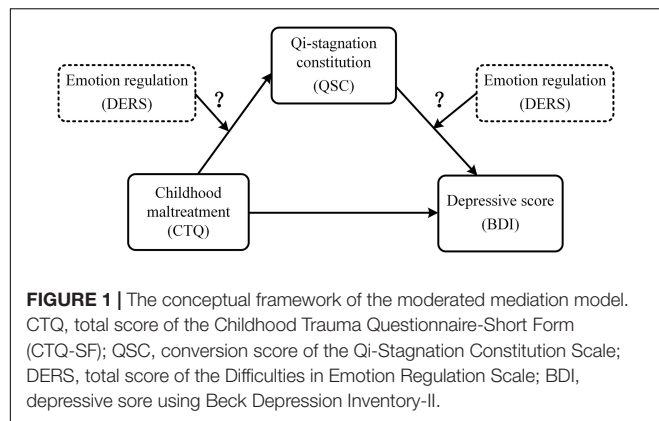 Qi-stagnation
constitution
(QSC)
Emotion regulation
(DERS)
?
?
Emotion regulation
(DERS)
Childhood
maltreatment
(CTQ)
Depressive score
(BDI)
FIGURE 1 | The conceptual framework of the moderated mediation model.
CTQ, total score of the Childhood Trauma Questionnaire-Short Form
(CTQ-SF); QSC, conversion score of the Qi-Stagnation Constitution Scale;
DERS, total score of the Difficulties in Emotion Regulation Scale; BDI,
depressive sore using Beck Depression Inventory-II.